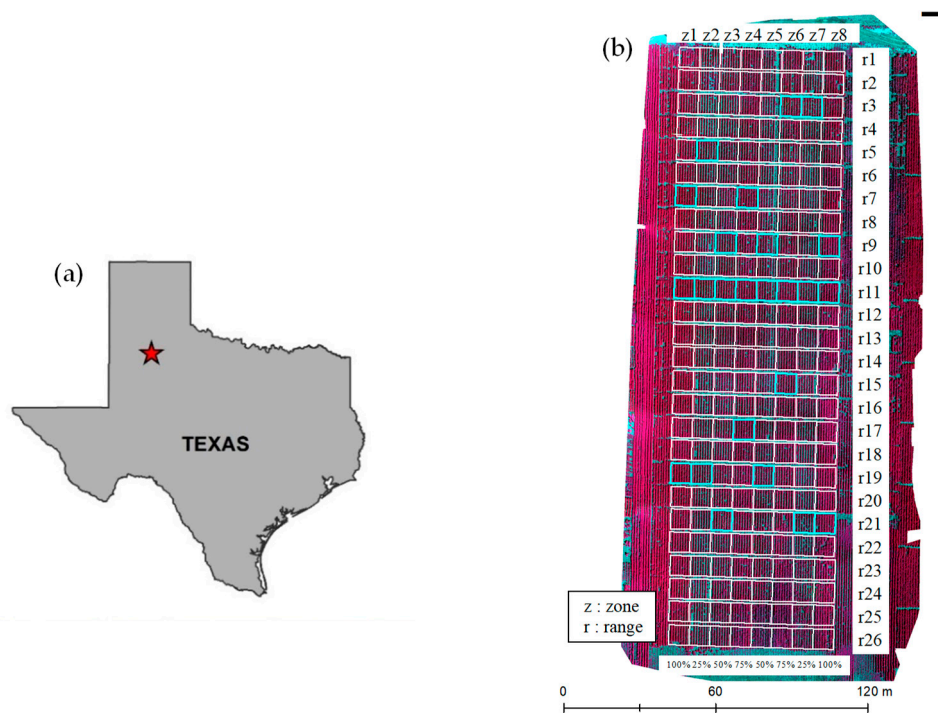 (a)
TEXAS
(b)
z1 z2 z3 z4 z5 z6 z7 z8
r1
r2
r3
r4
r5
r6
r7
r8
r9
r10
r11
r12
r13
r14
r15
r16
r17
r18
r19
r20
r21
r22
r23
r24
r25
r26
z : zone
r : range
100% 25% 50% 75% 50% 75% 25% 100%
0 60 120 m